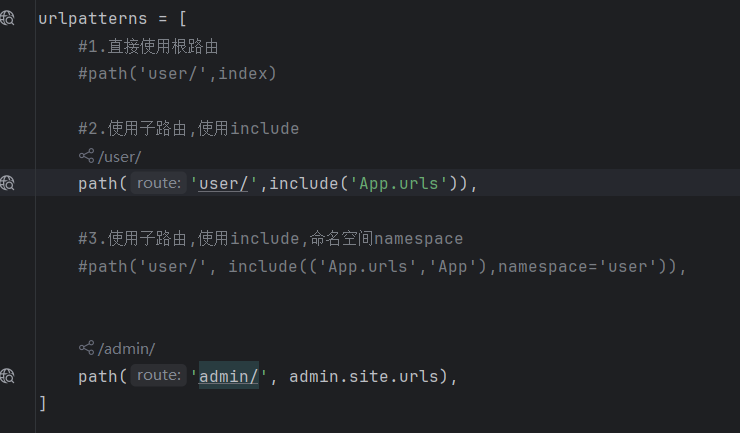 urlpatterns = [
#1.直接使用根路由
#path('user/',index)
#2.使用子路由,使用include
/user/
path( route: 'user/',include('App.urls')),
#3.使用子路由,使用include,命名空间namespace
#path('user/', include(('App.urls','App'),namespace='user')),
/admin/
path( route: 'admin/', admin.site.urls),
]